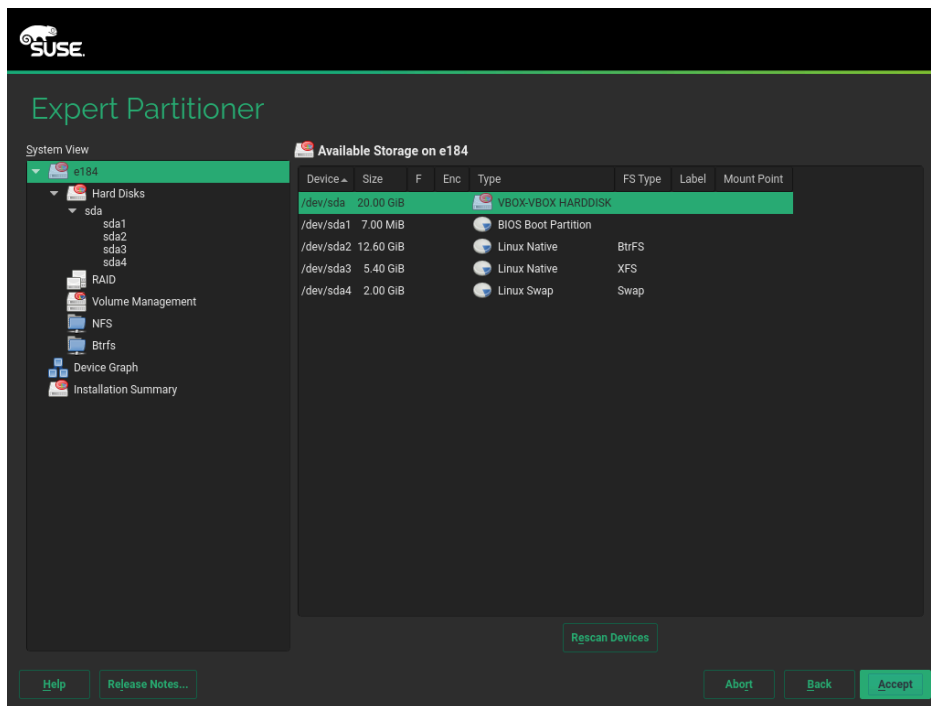 SUSE.
Expert Partitioner
System View
e184
Hard Disks
sda
sda1
sda2
sda3
sda4
RAID
Volume Management
NFS
Btrfs
Device Graph
Installation Summary
Available Storage on e184
Device Size F Enc Type FS Type Label Mount Point
/dev/sda 20.00 GiB VBOX-VBOX HARDDISK
/dev/sda1 7.00 MiB BIOS Boot Partition
/dev/sda2 12.60 GiB Linux Native BtrFS
/dev/sda3 5.40 GiB Linux Native XFS
/dev/sda4 2.00 GiB Linux Swap Swap
Rescan Devices
Help Release Notes... Abort Back Accept